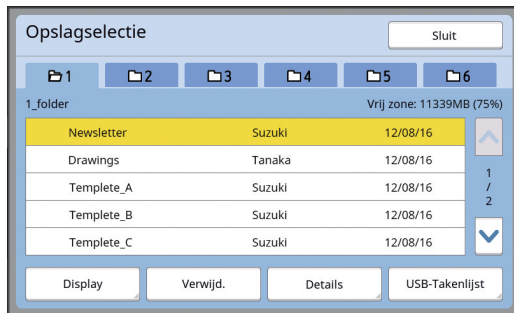 Opslagselectie Sluit
1 2 3 4 5 6
1_folder Vrij zone: 11339MB (75%)
Newsletter Suzuki 12/08/16
Drawings Tanaka 12/08/16
Templete_A Suzuki 12/08/16
Templete_B Suzuki 12/08/16
Templete_C Suzuki 12/08/16
1
/
2
Display Verwijd. Details USB-Takenlijst